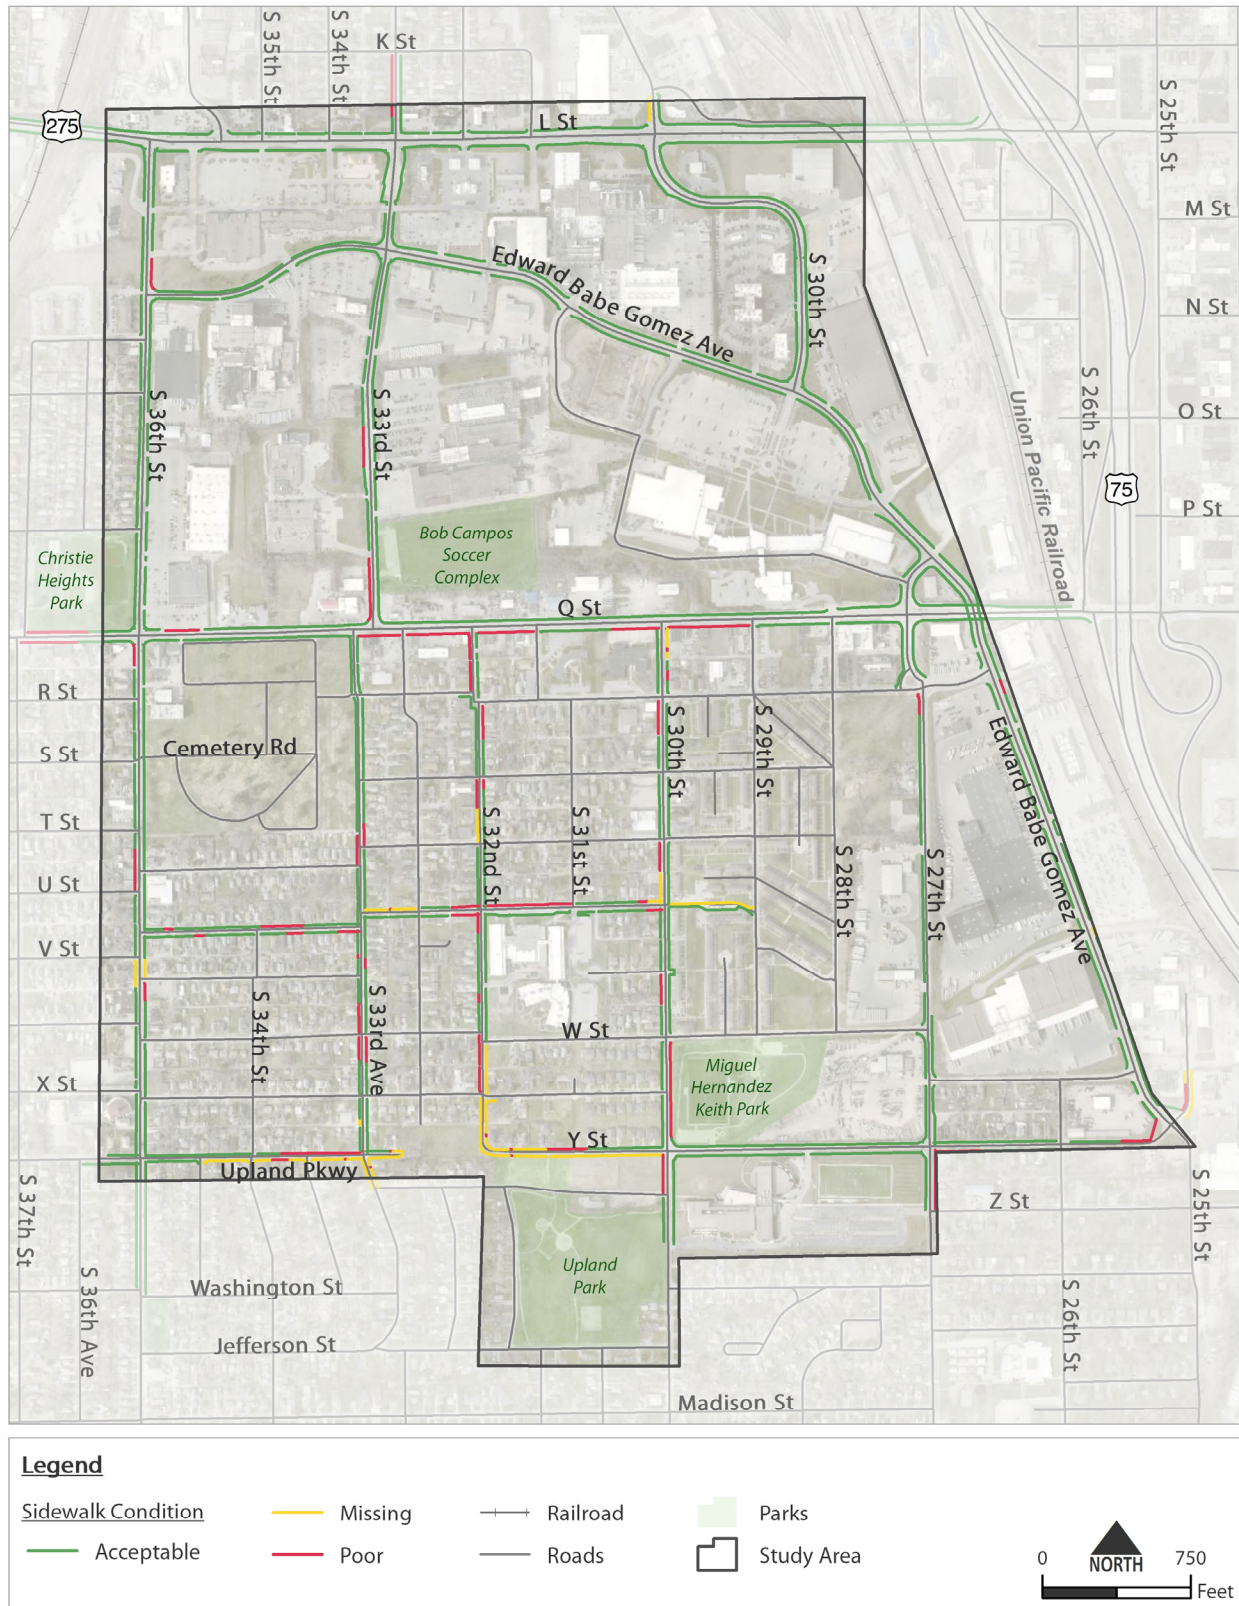 S 35th St
S 34th St
K St
275
L St
S 25th St
M St
Edward Babe Gomez Ave
S 30th St
N St
S 36th St
S 33rd St
S 26th St
O St
Union Pacific Railroad
75
P St
Christie
Heights
Park
Bob Campos
Soccer
Complex
Q St
R St
S St
Cemetery Rd
S 30th St
S 29th St
Edward Babe Gomez Ave
T St
S 32nd St
S 31st St
U St
S 28th St
S 27th St
V St
S 34th St
S 33rd Ave
W St
X St
Miguel
Hernandez
Keith Park
Y St
Upland Pkwy
S 37th St
Z St
S 25th St
Upland
Park
Washington St
S 36th Ave
S 26th St
Jefferson St
Madison St
Legend
Sidewalk Condition
Missing
Railroad
Parks
Acceptable
Poor
Roads
Study Area
0
NORTH
750
Feet